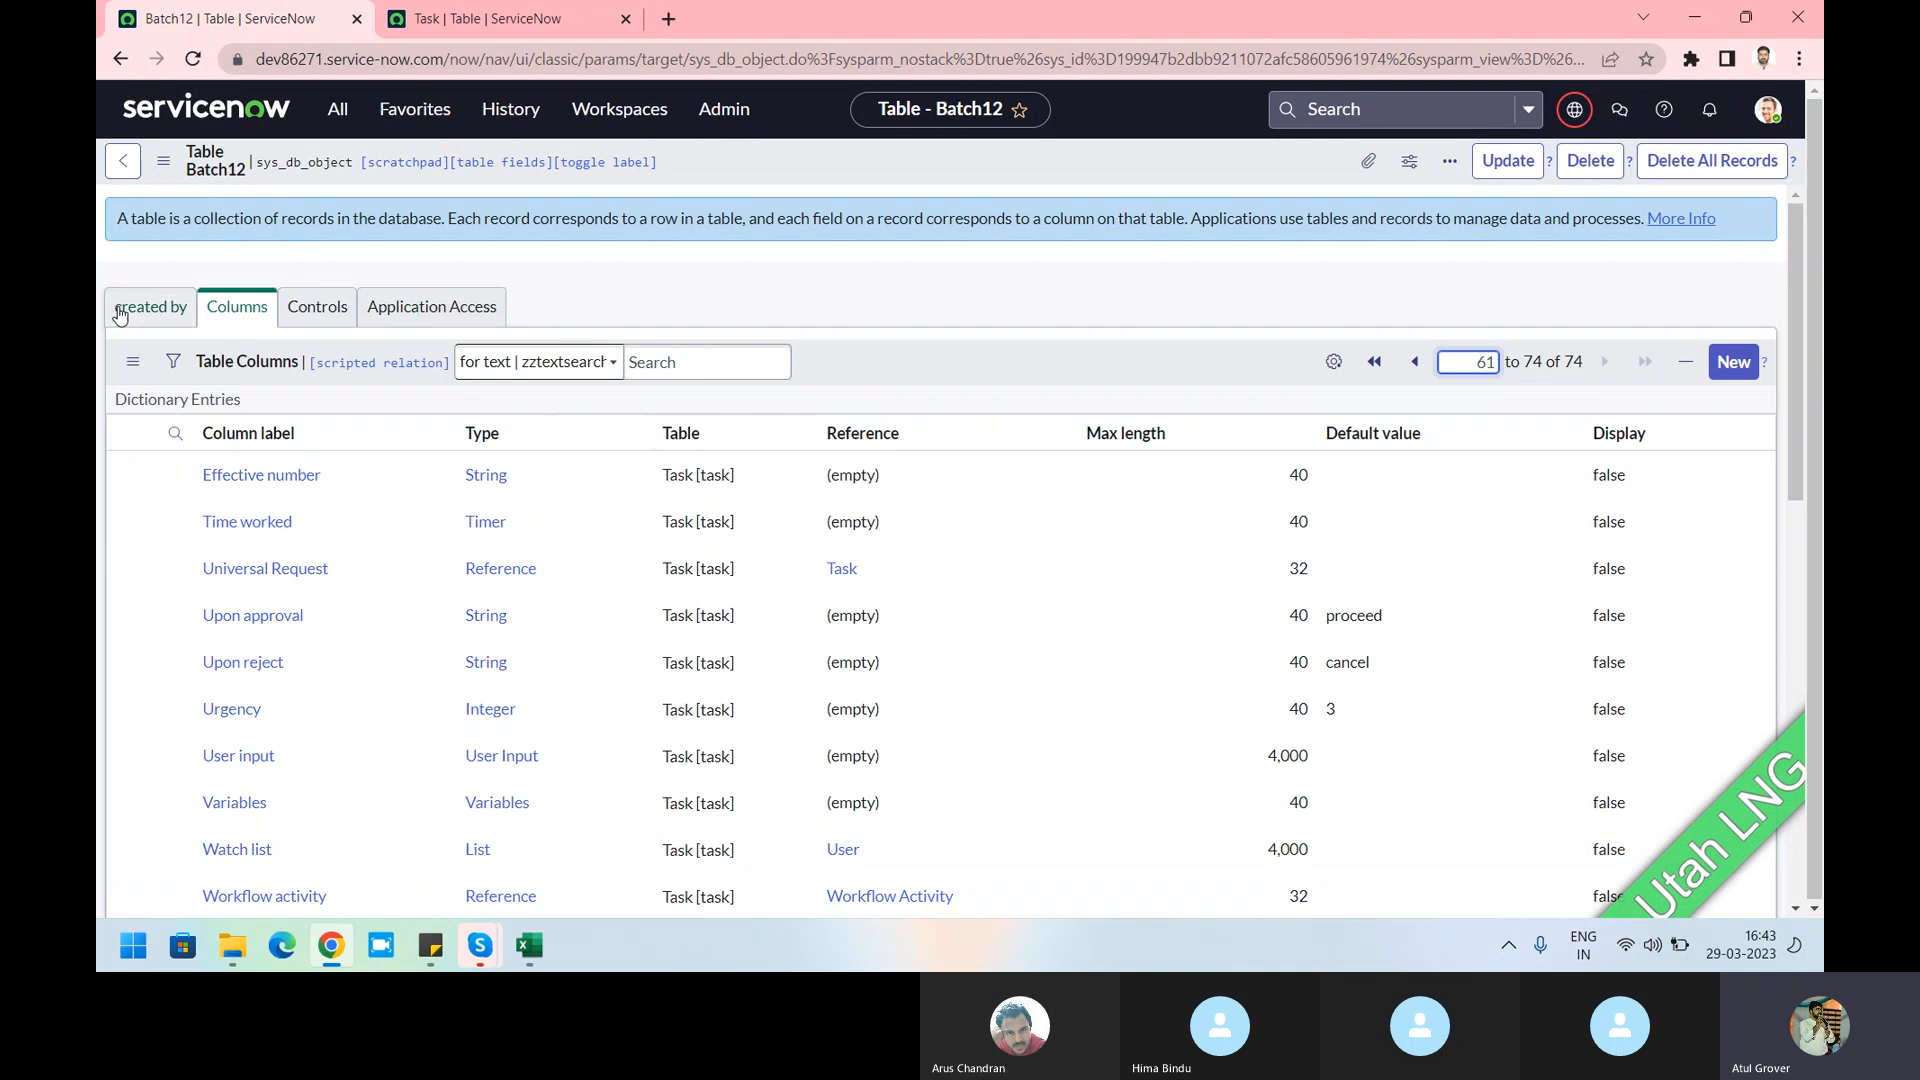 Batch12 | Table | ServiceNow
Task | Table | ServiceNow
dev86271.service-now.com/now/nav/ui/classic/params/target/sys_db_object.do%3Fsysparm_nostack%3Dtrue%26sys_id%3D199947b2dbb9211072afc58605961974%26sysparm_view%3D%26...
servicenow
All
Favorites
History
Workspaces
Admin
Table - Batch12
Search
Table
Batch12
sys_db_object [scratchpad][table fields][toggle label]
Update ?
Delete ?
Delete All Records ?
A table is a collection of records in the database. Each record corresponds to a row in a table, and each field on a record corresponds to a column on that table. Applications use tables and records to manage data and processes. More Info
created by
Columns
Controls
Application Access
Table Columns | [scripted relation]
for text | zztextsearch
Search
61 to 74 of 74
New ?
Dictionary Entries
Column label Type Table Reference Max length Default value Display
Effective number String Task [task] (empty) 40 false
Time worked Timer Task [task] (empty) 40 false
Universal Request Reference Task [task] Task 32 false
Upon approval String Task [task] (empty) 40 proceed false
Upon reject String Task [task] (empty) 40 cancel false
Urgency Integer Task [task] (empty) 40 3 false
User input User Input Task [task] (empty) 4,000 false
Variables Variables Task [task] (empty) 40 false
Watch list List Task [task] User 4,000 false
Workflow activity Reference Task [task] Workflow Activity 32 false
Utah LNG
ENG
IN
16:43
29-03-2023
Arus Chandran
Hima Bindu
Atul Grover